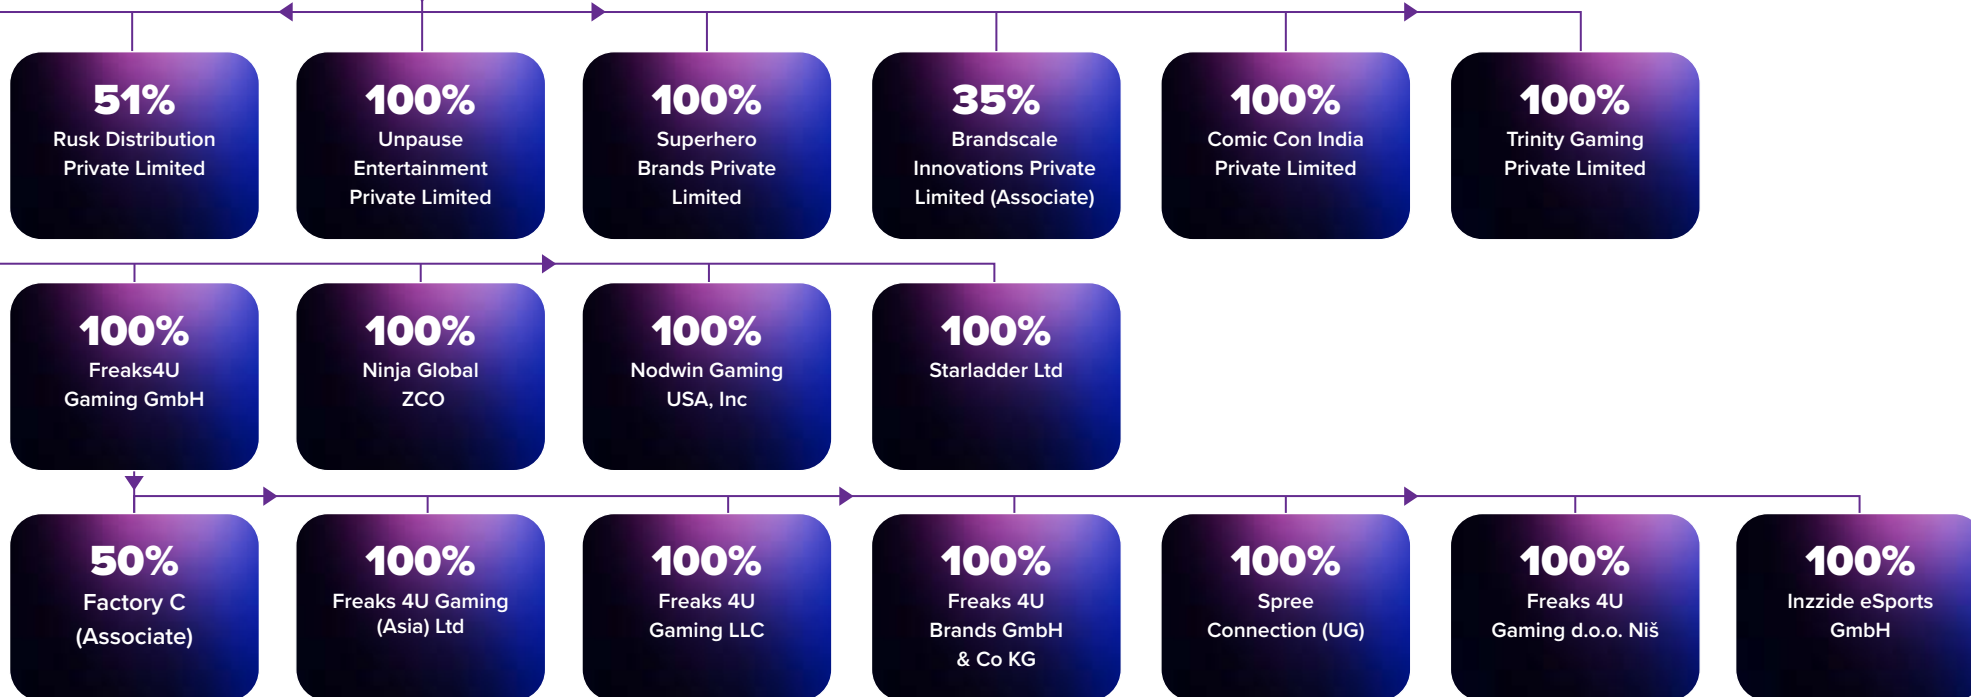 51%
Rusk Distribution
Private Limited
100%
Unpause
Entertainment
Private Limited
100%
Superhero
Brands Private
Limited
35%
Brandscale
Innovations Private
Limited (Associate)
100%
Comic Con India
Private Limited
100%
Trinity Gaming
Private Limited
100%
Freaks4U
Gaming GmbH
100%
Ninja Global
ZCO
100%
Nodwin Gaming
USA, Inc
100%
Starladder Ltd
50%
Factory C
(Associate)
100%
Freaks 4U Gaming
(Asia) Ltd
100%
Freaks 4U
Gaming LLC
100%
Freaks 4U
Brands GmbH
& Co KG
100%
Spree
Connection (UG)
100%
Freaks 4U
Gaming d.o.o. Niš
100%
Inzzide eSports
GmbH